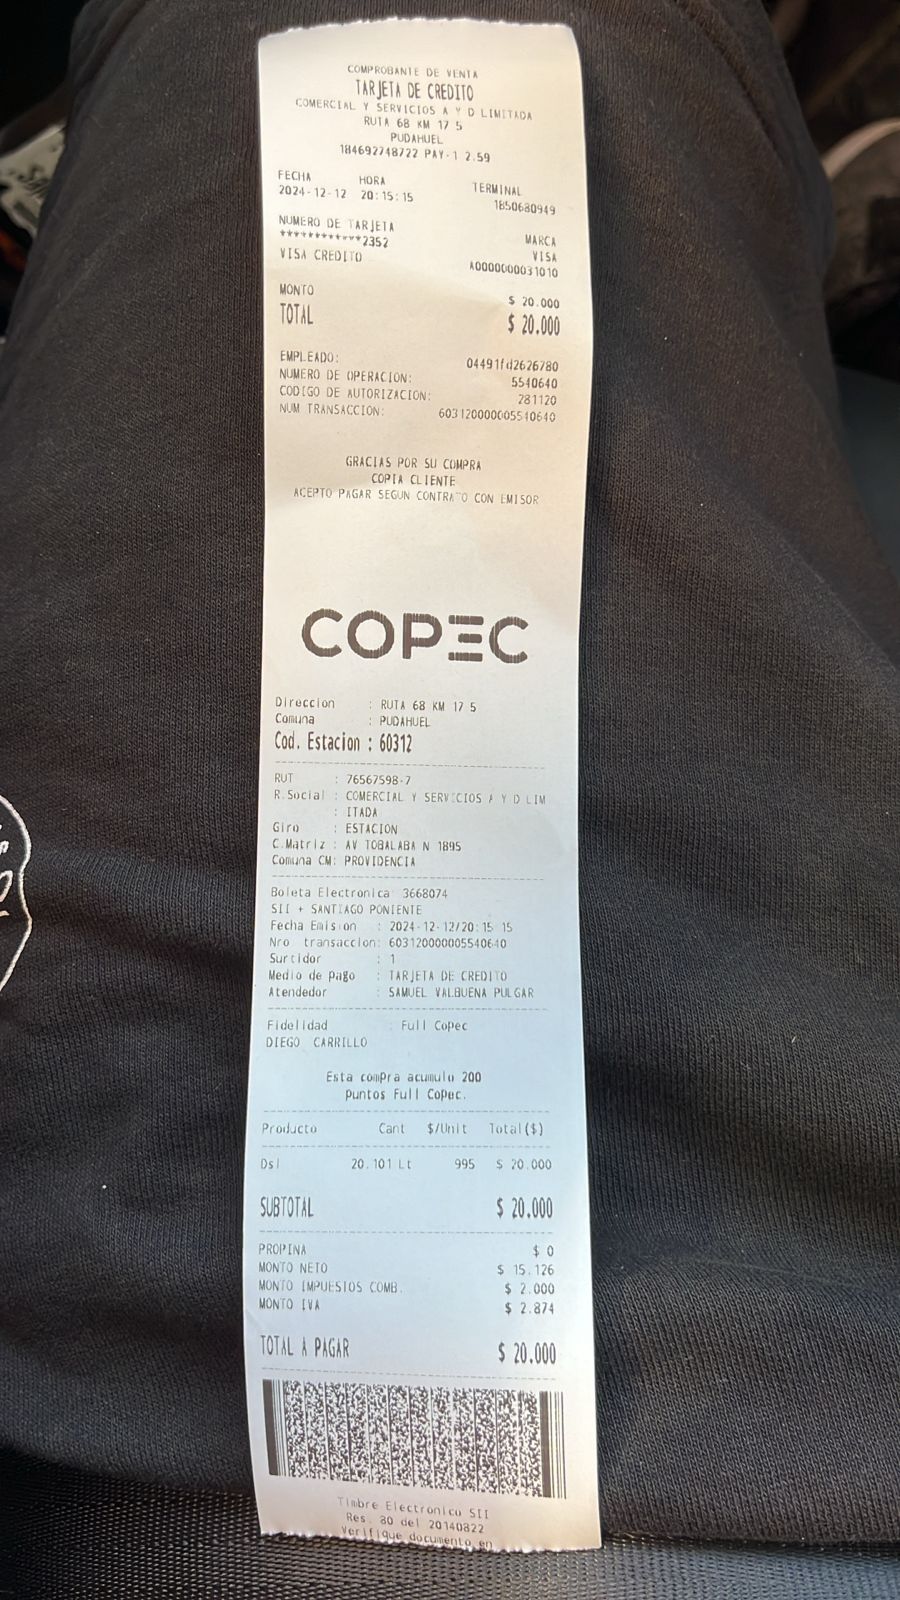 COMPROBANTE DE VENTA
TARJETA DE CREDITO
COMERCIAL Y SERVICIOS A Y D LIMITADA
RUTA 68 KM 17 5
PUDAHUEL
184692748722 PAY-1 2.59
FECHA HORA TERMINAL
2024-12-12 20:15:15 1850680949
NUMERO DE TARJETA MARCA
************2352 VISA
VISA CREDITO A0000000031010
MONTO $ 20.000
TOTAL $ 20.000
EMPLEADO: 04491fd2626780
NUMERO DE OPERACION: 5540640
CODIGO DE AUTORIZACION: 281120
NUM TRANSACCION: 603120000005540640
GRACIAS POR SU COMPRA
COPIA CLIENTE
ACEPTO PAGAR SEGUN CONTRATO CON EMISOR
COPEC
Direccion : RUTA 68 KM 17 5
Comuna : PUDAHUEL
Cod. Estacion : 60312
RUT : 76567598-7
R.Social : COMERCIAL Y SERVICIOS A Y D LIM
: ITADA
Giro : ESTACION
C.Matriz : AV TOBALABA N 1895
Comuna CM: PROVIDENCIA
Boleta Electronica 3668074
SII + SANTIAGO PONIENTE
Fecha Emision : 2024-12-12/20:15 15
Nro transaccion: 603120000005540640
Surtidor : 1
Medio de pago : TARJETA DE CREDITO
Atendedor : SAMUEL VALBUENA PULGAR
Fidelidad : Full Copec
DIEGO CARRILLO
Esta compra acumulo 200
puntos Full Copec.
Producto Cant $/Unit Total($)
Dsl 20.101 Lt 995 $ 20.000
SUBTOTAL $ 20.000
PROPINA $ 0
MONTO NETO $ 15.126
MONTO IMPUESTOS COMB. $ 2.000
MONTO IVA $ 2.874
TOTAL A PAGAR $ 20.000
Timbre Electronico SII
Res. 80 del 20140822
Verifique documento en